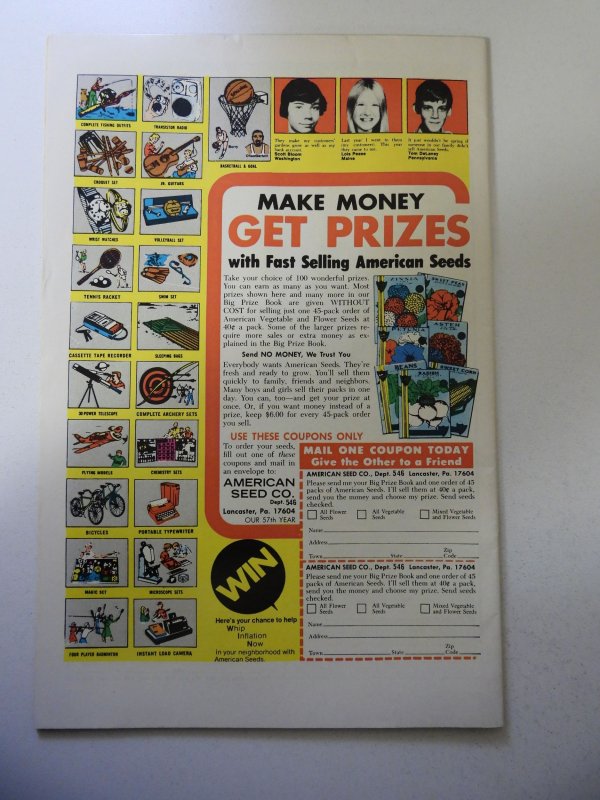 COMPLETE FISHING OUTFITS
TRANSISTOR RADIO
CROQUET SET
JR. GUITARS
WRIST WATCHES
VOLLEYBALL SET
TENNIS RACKET
SWIM SET
CASSETTE TAPE RECORDER
SLEEPING BAGS
30-POWER TELESCOPE
COMPLETE ARCHERY SETS
FLYING MODELS
CHEMISTRY SETS
BICYCLES
PORTABLE TYPEWRITER
MAGIC SET
MICROSCOPE SETS
FOUR PLAYER BADMINTON
INSTANT LOAD CAMERA
SPALDING
Chamberlain
BASKETBALL & GOAL
They make my customers'
gardens grow as well as my
bank account.
Scott Bloom
Washington
Last year I went to them
(my customers). This year
they came to me.
Lois Pozen
Maine
It just wouldn't be spring if
someone in our family didn't
sell American Seeds.
Tom DeLaney
Pennsylvania
MAKE MONEY
GET PRIZES
with Fast Selling American Seeds
Take your choice of 100 wonderful prizes.
You can earn as many as you want. Most
prizes shown here and many more in our
Big Prize Book are given WITHOUT
COST for selling just one 45-pack order of
American Vegetable and Flower Seeds at
40¢ a pack. Some of the larger prizes re-
quire more sales or extra money as ex-
plained in the Big Prize Book.
Send NO MONEY, We Trust You
Everybody wants American Seeds. They're
fresh and ready to grow. You'll sell them
quickly to family, friends and neighbors.
Many boys and girls sell their packs in one
day. You can, too—and get your prize at
once. Or, if you want money instead of a
prize, keep $6.00 for every 45-pack order
you sell.
ZINNIA
PETUNIA
ASTER
BEANS
RADISH
SWEET CORN
USE THESE COUPONS ONLY
To order your seeds,
fill out one of these
coupons and mail in
an envelope to:
AMERICAN
SEED CO.
Dept. 546
Lancaster, Pa. 17604
OUR 57th YEAR
WIN
Here's your chance to help
Whip
Inflation
Now
in your neighborhood with
American Seeds.
MAIL ONE COUPON TODAY
Give the Other to a Friend
AMERICAN SEED CO., Dept. 546 Lancaster, Pa. 17604
Please send me your Big Prize Book and one order of 45
packs of American Seeds. I'll sell them at 40¢ a pack,
send you the money and choose my prize. Send seeds
checked.
All Flower
Seeds
All Vegetable
Seeds
Mixed Vegetable
and Flower Seeds
Name
Address
Town State Zip Code
AMERICAN SEED CO., Dept. 546 Lancaster, Pa. 17604
Please send me your Big Prize Book and one order of 45
packs of American Seeds. I'll sell them at 40¢ a pack,
send you the money and choose my prize. Send seeds
checked.
All Flower
Seeds
All Vegetable
Seeds
Mixed Vegetable
and Flower Seeds
Name
Address
Town State Zip Code